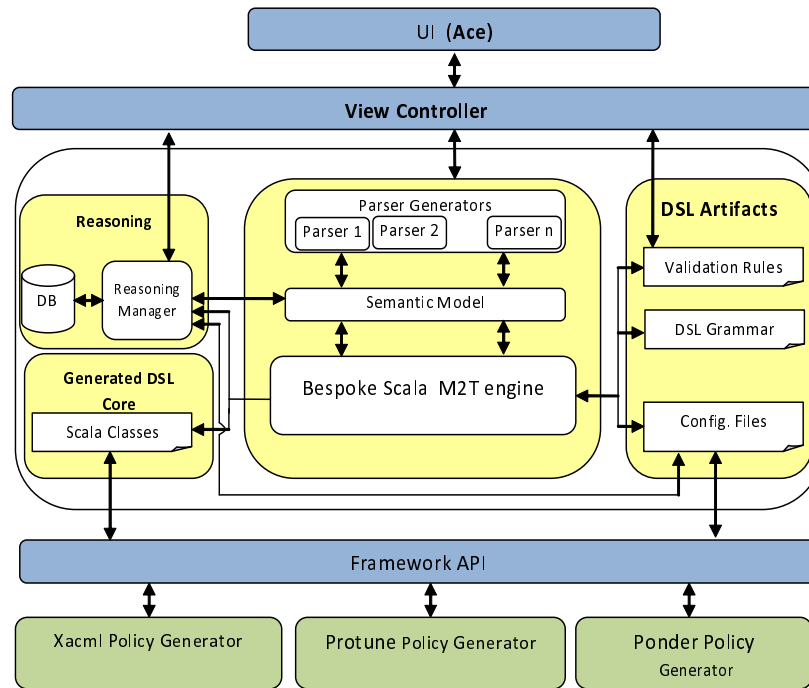 UI (Ace)
View Controller
Reasoning
DB
Reasoning
Manager
Generated DSL
Core
Scala Classes
Parser Generators
Parser 1
Parser 2
Parser n
Semantic Model
Bespoke Scala M2T engine
DSL Artifacts
Validation Rules
DSL Grammar
Config. Files
Framework API
Xacml Policy Generator
Protune Policy Generator
Ponder Policy
Generator